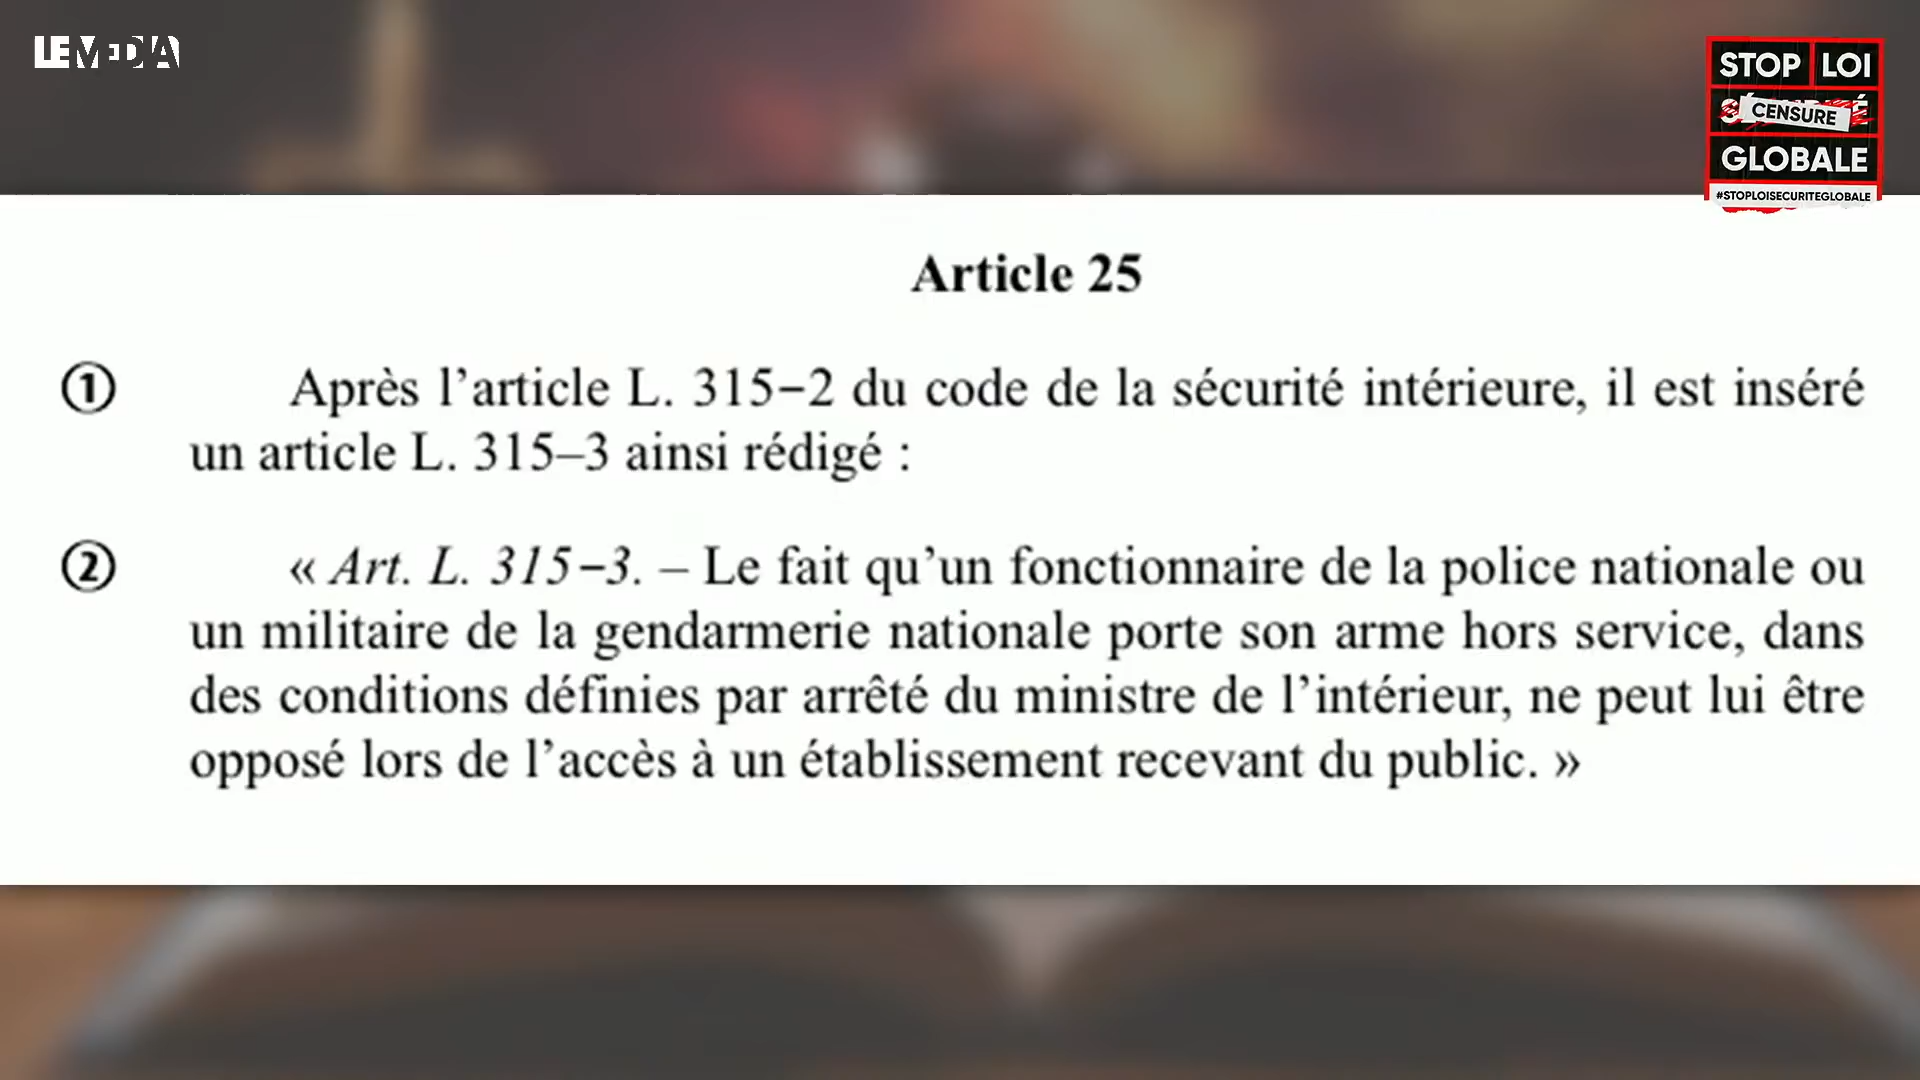 LEMEDIA
STOP LOI
CENSURE
GLOBALE
#STOPLOISECURITEGLOBALE
Article 25
① Après l’article L. 315–2 du code de la sécurité intérieure, il est inséré
un article L. 315–3 ainsi rédigé :
② « Art. L. 315–3. – Le fait qu’un fonctionnaire de la police nationale ou
un militaire de la gendarmerie nationale porte son arme hors service, dans
des conditions définies par arrêté du ministre de l’intérieur, ne peut lui être
opposé lors de l’accès à un établissement recevant du public. »